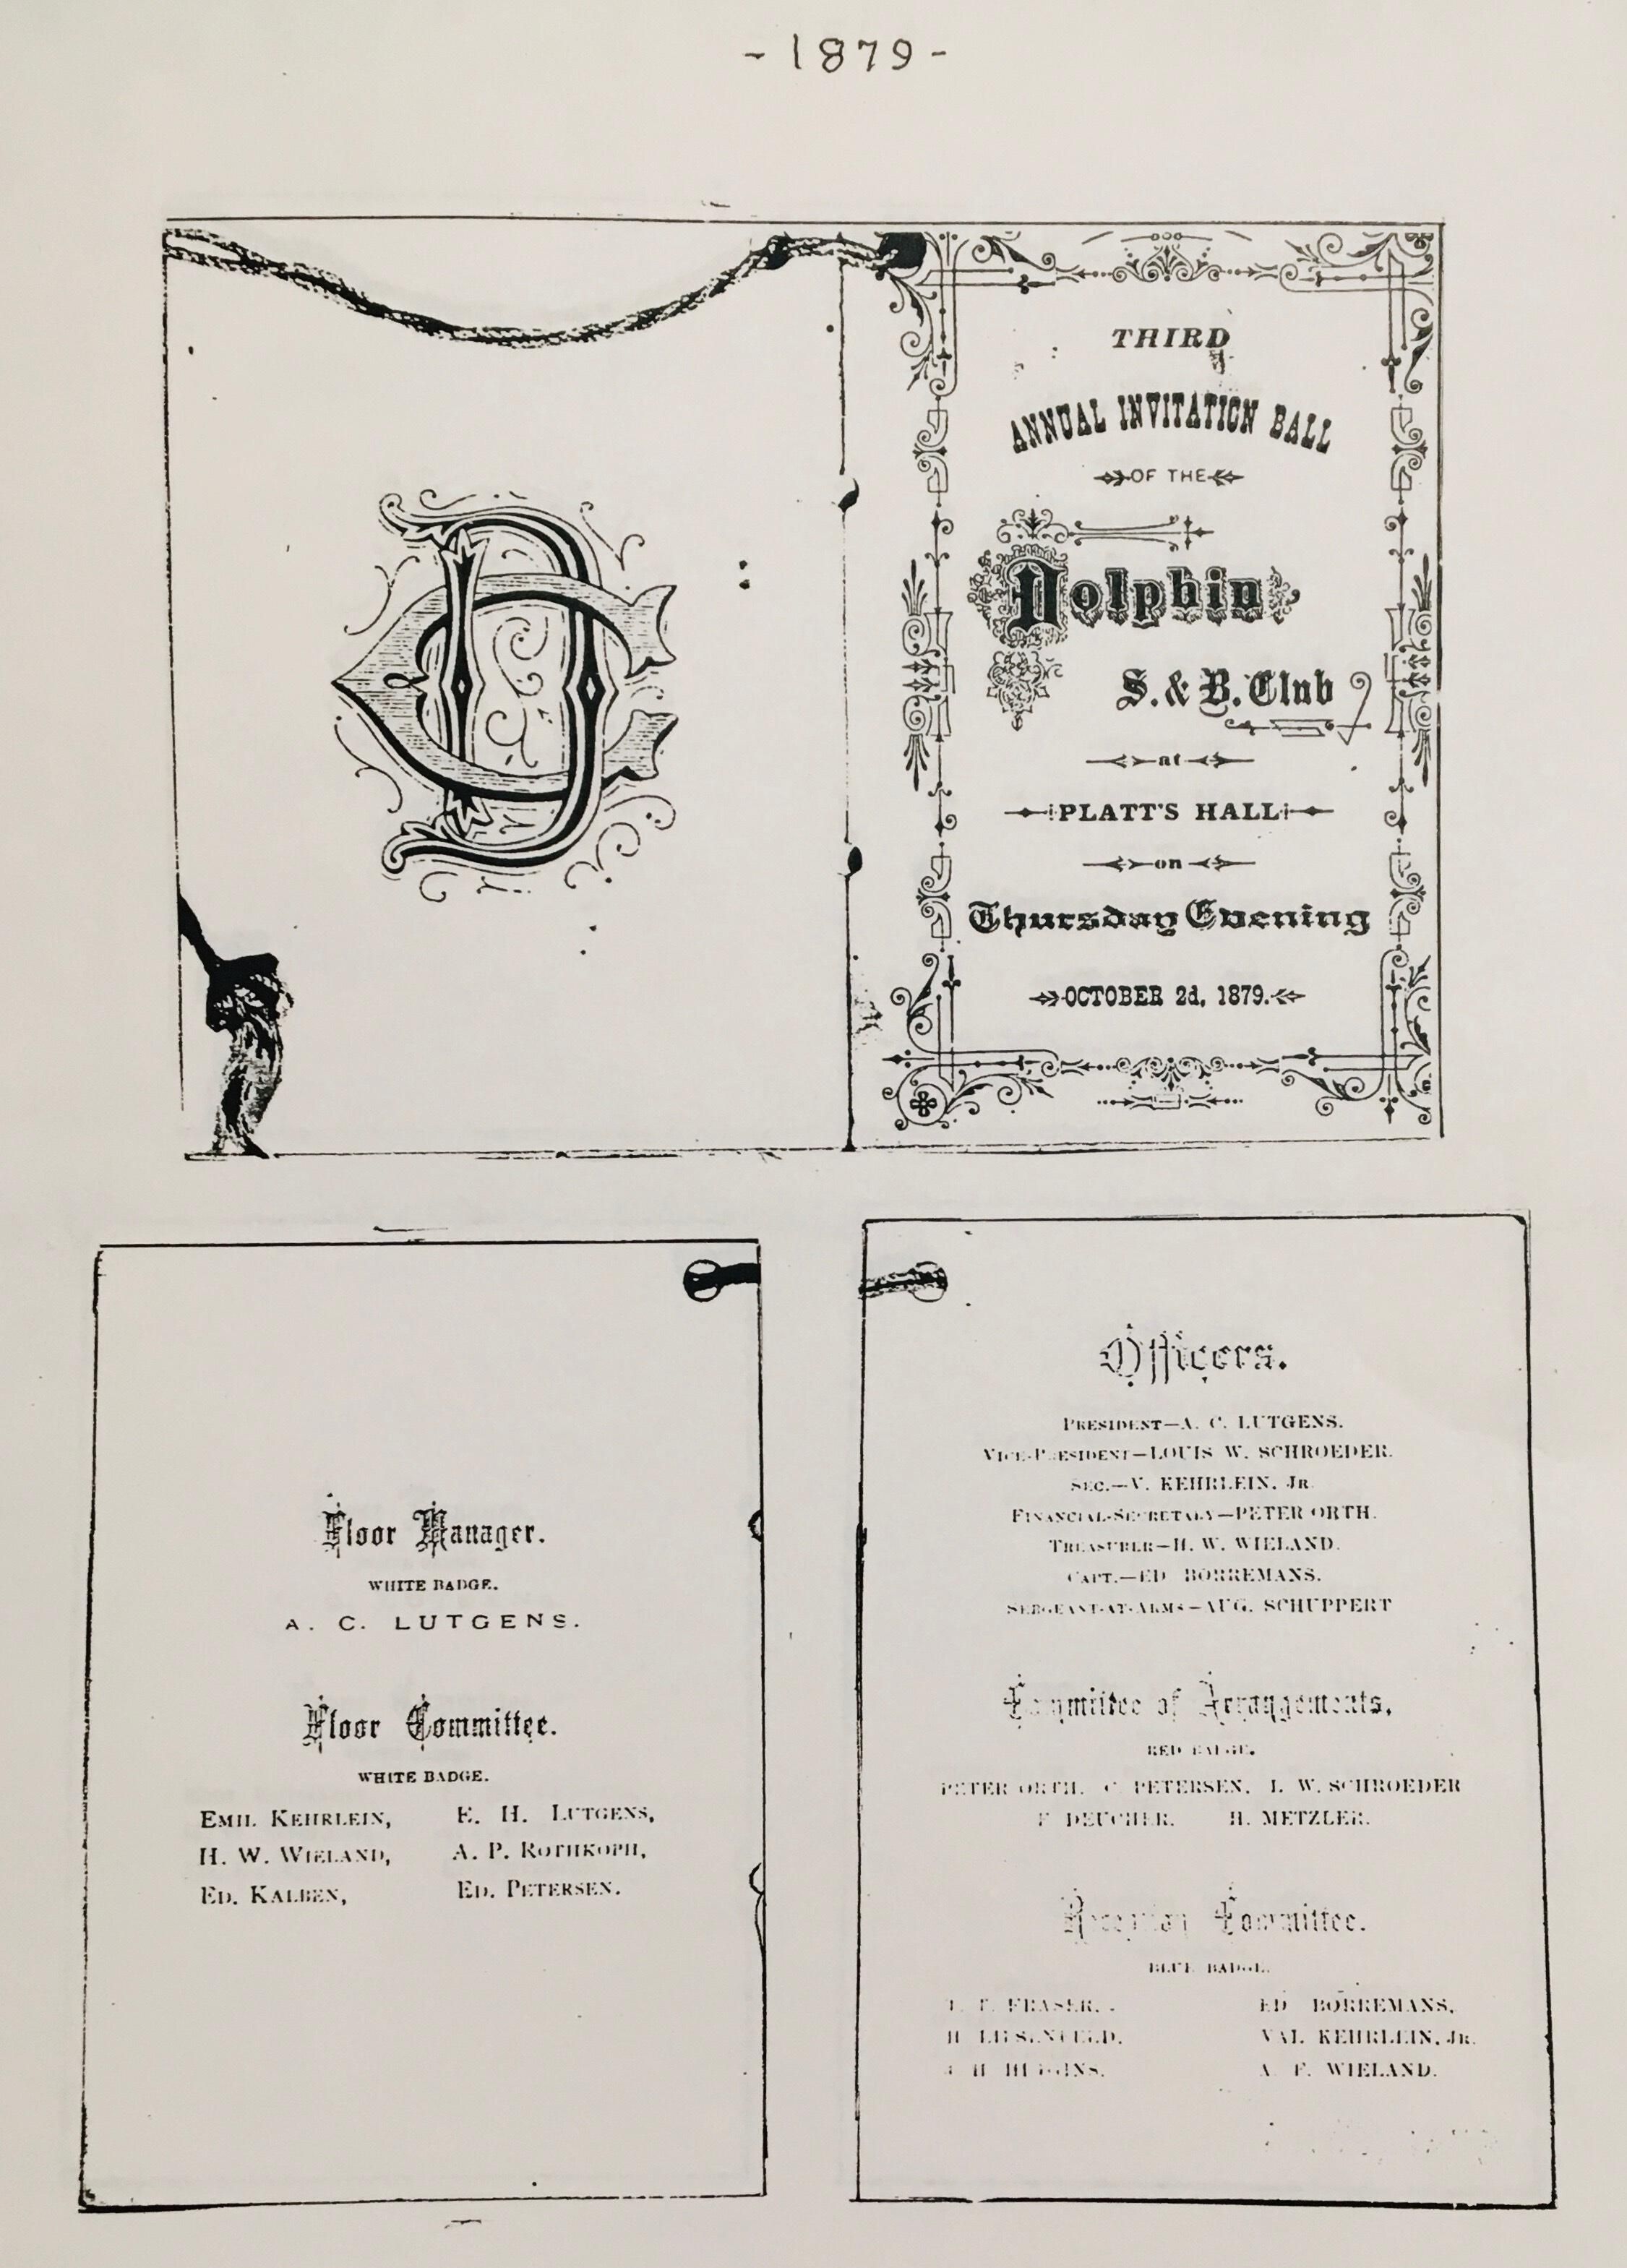 -1879-
THIRD
ANNUAL INVITATION BALL
OF THE
Dolphin
S. & B. Club
at
PLATT'S HALL
on
Thursday Evening
OCTOBER 2d, 1879.
Floor Manager.
WHITE BADGE.
A. C. LUTGENS.
Floor Committee.
WHITE BADGE.
EMIL KEHRLEIN, E. H. LUTGENS,
H. W. WIELAND, A. P. ROTHKOPH,
ED. KALBEN, ED. PETERSEN.
Officers.
PRESIDENT—A. C. LUTGENS.
VICE-PRESIDENT—LOUIS W. SCHROEDER.
SEC.—V. KEHRLEIN, JR.
FINANCIAL-SECRETARY—PETER ORTH.
TREASURER—H. W. WIELAND.
CAPT.—ED BORREMANS.
SERGEANT-AT-ARMS—AUG. SCHUPPERT
Committee of Arrangements.
RED BADGE.
PETER ORTH, C. PETERSEN, L. W. SCHROEDER
F DEUCHER, H. METZLER.
Reception Committee.
BLUE BADGE.
FRASER, ED BORREMANS,
H VAL KEHRLEIN, JR.
H A. F. WIELAND.